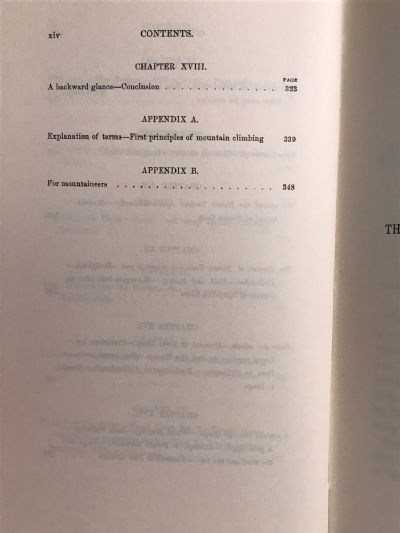 xiv CONTENTS.
CHAPTER XVIII.
PAGE
A backward glance—Conclusion . . . . . . . . . . . . . . 323
APPENDIX A.
Explanation of terms—First principles of mountain climbing 339
APPENDIX B.
For mountaineers . . . . . . . . . . . . . . . . . . . . 348
TH